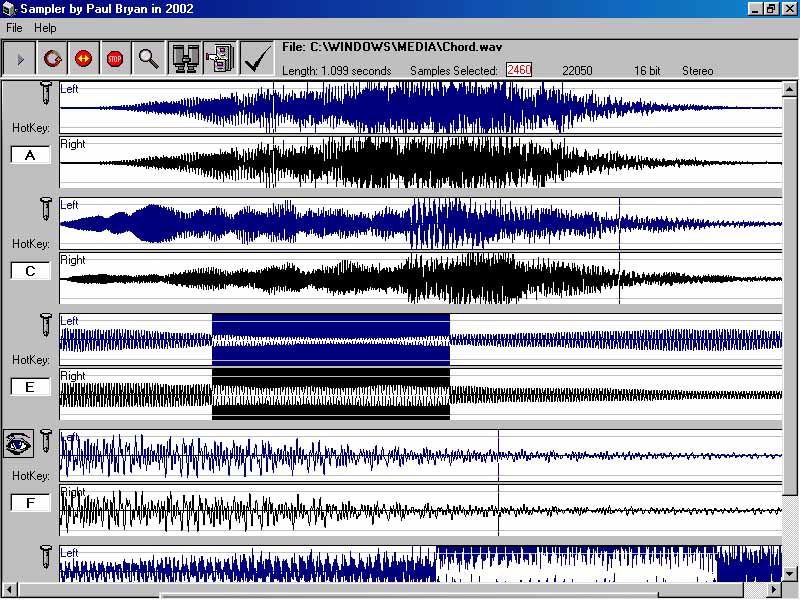 Sampler by Paul Bryan in 2002
File Help
STOP
File: C:\WINDOWS\MEDIA\Chord.wav
Length: 1.099 seconds Samples Selected: 2460 22050 16 bit Stereo
Left
HotKey:
A
Right
Left
HotKey:
C
Right
Left
HotKey:
E
Right
Left
HotKey:
F
Right
Left